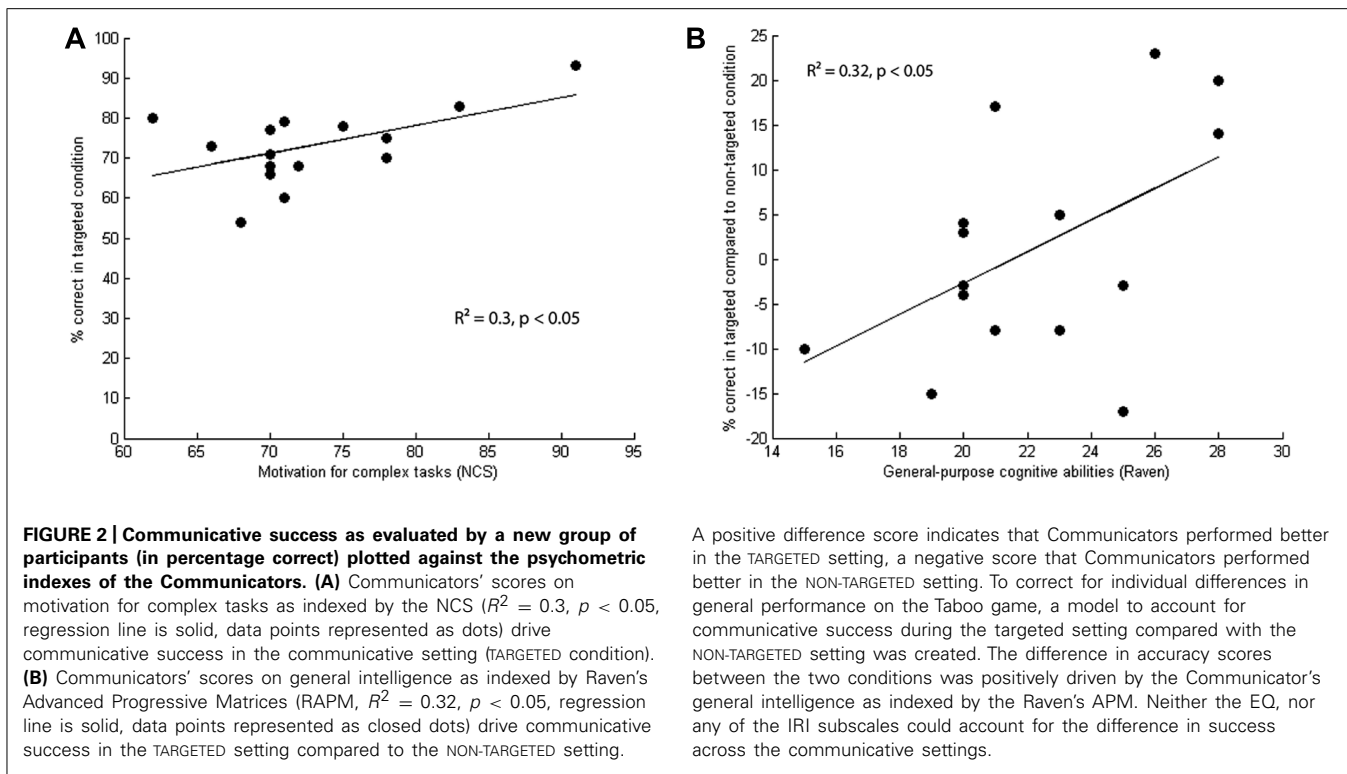 A
100
90
80
70
60
50
40
30
20
10
0
% correct in targeted condition
R² = 0.3, p < 0.05
60 65 70 75 80 85 90 95
Motivation for complex tasks (NCS)
B
25
20
15
10
5
0
-5
-10
-15
-20
% correct in targeted compared to non-targeted condition
R² = 0.32, p < 0.05
14 16 18 20 22 24 26 28 30
General-purpose cognitive abilities (Raven)
FIGURE 2 | Communicative success as evaluated by a new group of
participants (in percentage correct) plotted against the psychometric
indexes of the Communicators. (A) Communicators' scores on
motivation for complex tasks as indexed by the NCS (R² = 0.3, p < 0.05,
regression line is solid, data points represented as dots) drive
communicative success in the communicative setting (TARGETED condition).
(B) Communicators' scores on general intelligence as indexed by Raven's
Advanced Progressive Matrices (RAPM, R² = 0.32, p < 0.05, regression
line is solid, data points represented as closed dots) drive communicative
success in the TARGETED setting compared to the NON-TARGETED setting.
A positive difference score indicates that Communicators performed better
in the TARGETED setting, a negative score that Communicators performed
better in the NON-TARGETED setting. To correct for individual differences in
general performance on the Taboo game, a model to account for
communicative success during the targeted setting compared with the
NON-TARGETED setting was created. The difference in accuracy scores
between the two conditions was positively driven by the Communicator's
general intelligence as indexed by the Raven's APM. Neither the EQ, nor
any of the IRI subscales could account for the difference in success
across the communicative settings.